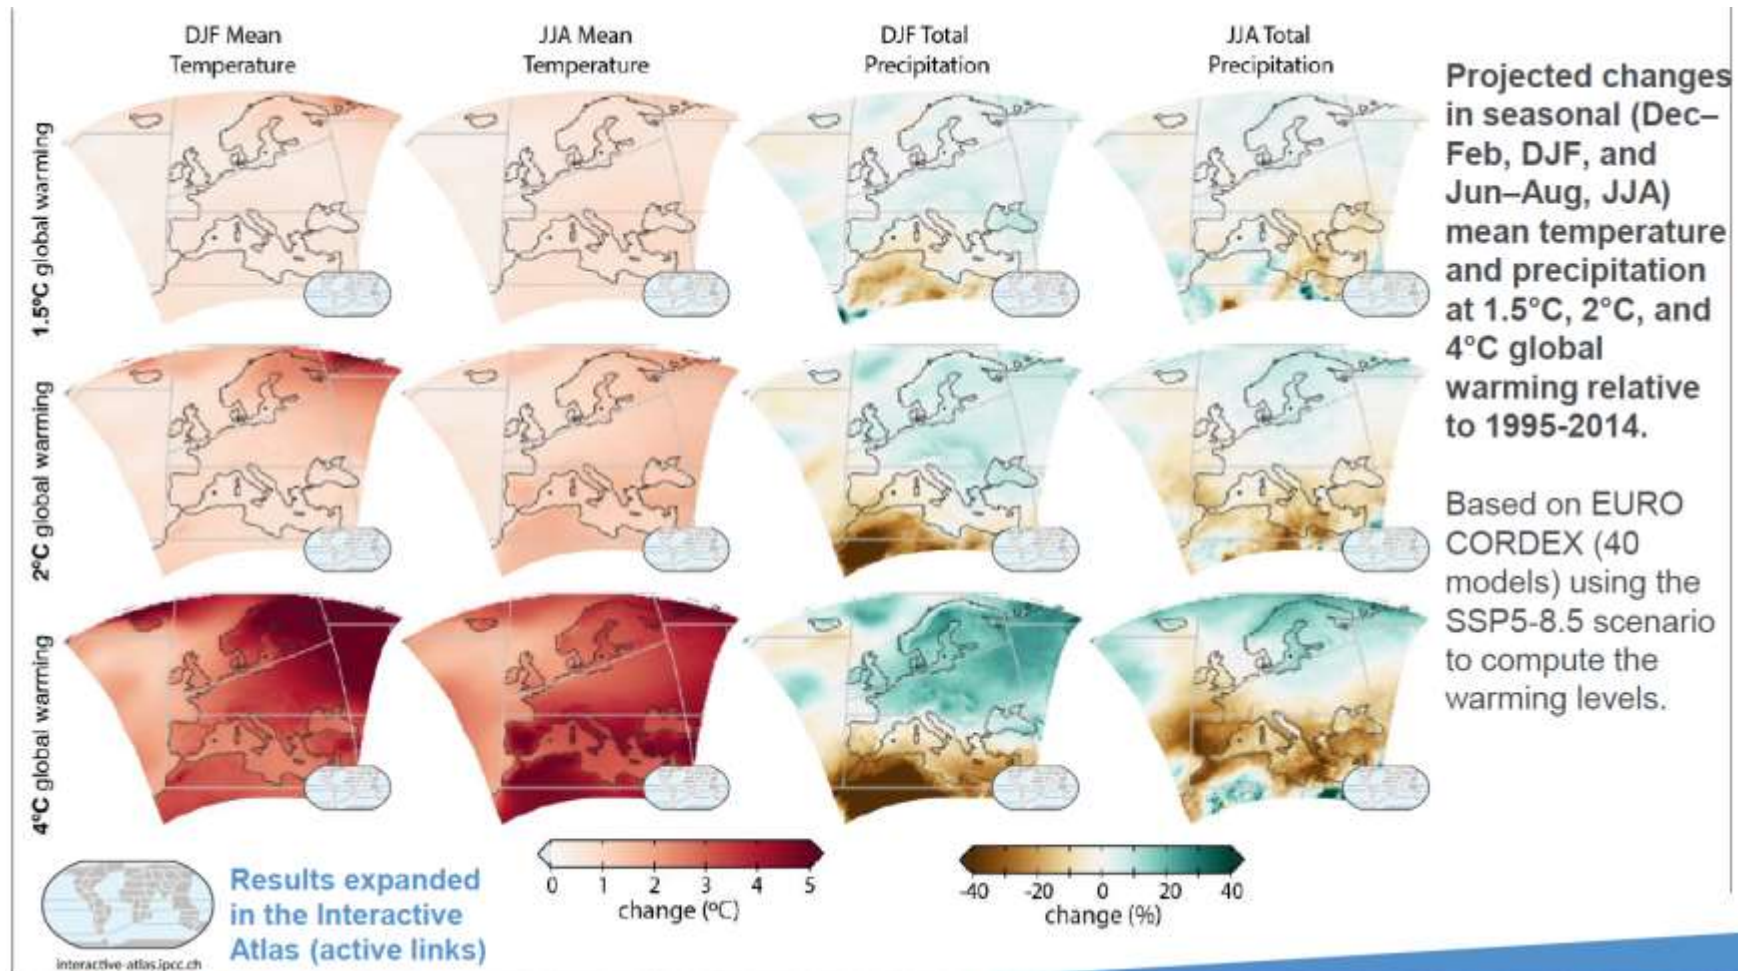 DJF Mean
Temperature
JJA Mean
Temperature
DJF Total
Precipitation
JJA Total
Precipitation
1.5ºC global warming
2ºC global warming
4ºC global warming
Projected changes
in seasonal (Dec–
Feb, DJF, and
Jun–Aug, JJA)
mean temperature
and precipitation
at 1.5°C, 2°C, and
4°C global
warming relative
to 1995-2014.
Based on EURO
CORDEX (40
models) using the
SSP5-8.5 scenario
to compute the
warming levels.
0 1 2 3 4 5
change (ºC)
-40 -20 0 20 40
change (%)
Results expanded
in the Interactive
Atlas (active links)
interactive-atlas.ipcc.ch